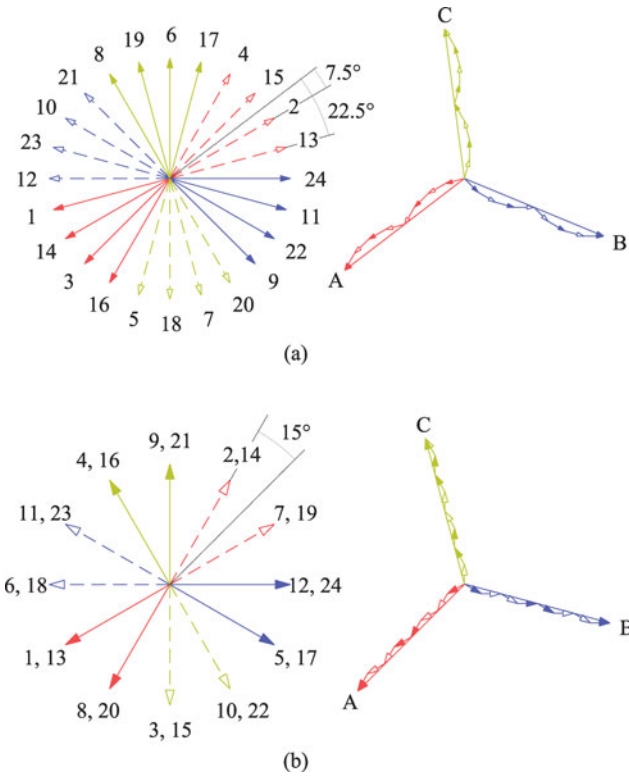 C
6
19 17
8 4
21 15
7.5°
10 2
22.5°
23 13
12 24
1 11
14 22
3 9
16 20
5 7
18
A
B
(a)
C
15°
9, 21
4, 16 2,14
11, 23 7, 19
6, 18 12, 24
1, 13 5, 17
8, 20 10, 22
3, 15
A
B
(b)